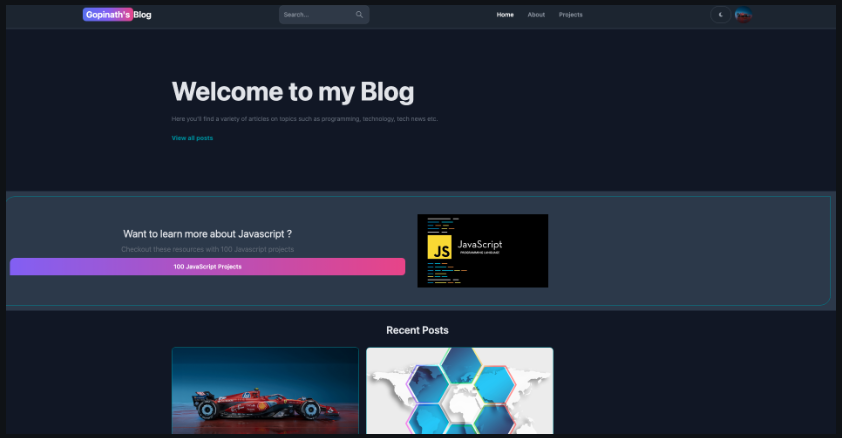 Gopinath's Blog
Search...
Home About Projects
Welcome to my Blog
Here you'll find a variety of articles on topics such as programming, technology, tech news etc.
View all posts
Want to learn more about Javascript ?
Checkout these resources with 100 Javascript projects
100 JavaScript Projects
JS JavaScript
PROGRAMMING LANGUAGE
Recent Posts